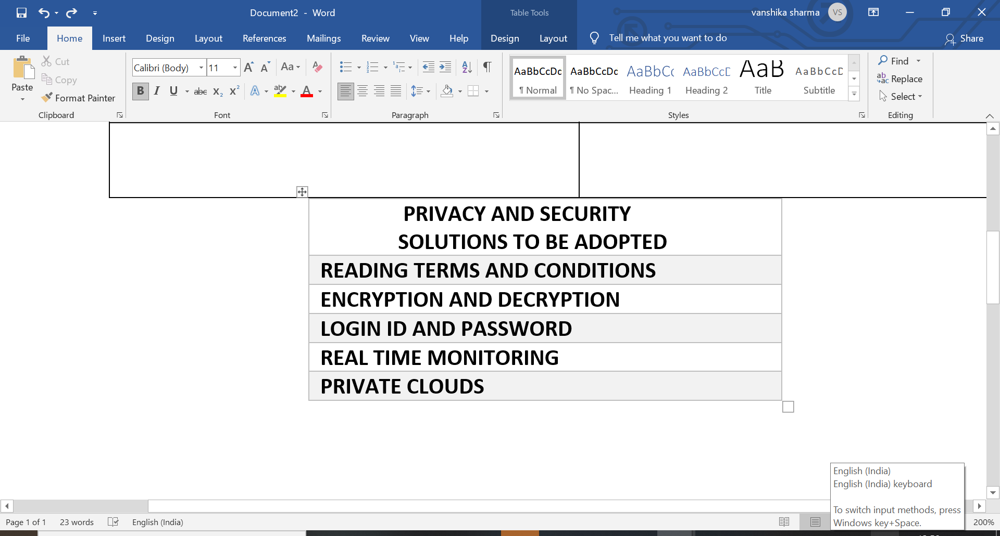 Document2 - Word
Table Tools
vanshika sharma
VS
File
Home
Insert
Design
Layout
References
Mailings
Review
View
Help
Design
Layout
Tell me what you want to do
Share
Paste
Cut
Copy
Format Painter
Clipboard
Calibri (Body)
11
Font
Paragraph
AaBbCcDc
¶ Normal
AaBbCcDc
¶ No Spac...
AaBbCc
Heading 1
AaBbCcD
Heading 2
AaB
Title
AaBbCcD
Subtitle
Styles
Find
Replace
Select
Editing
PRIVACY AND SECURITY
SOLUTIONS TO BE ADOPTED
READING TERMS AND CONDITIONS
ENCRYPTION AND DECRYPTION
LOGIN ID AND PASSWORD
REAL TIME MONITORING
PRIVATE CLOUDS
English (India)
English (India) keyboard
To switch input methods, press
Windows key+Space.
Page 1 of 1
23 words
English (India)
200%